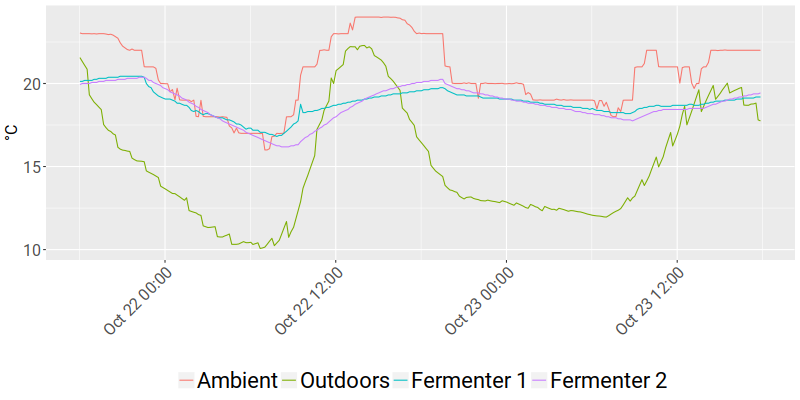 °C
20
15
10
Oct 22 00:00
Oct 22 12:00
Oct 23 00:00
Oct 23 12:00
Ambient Outdoors Fermenter 1 Fermenter 2